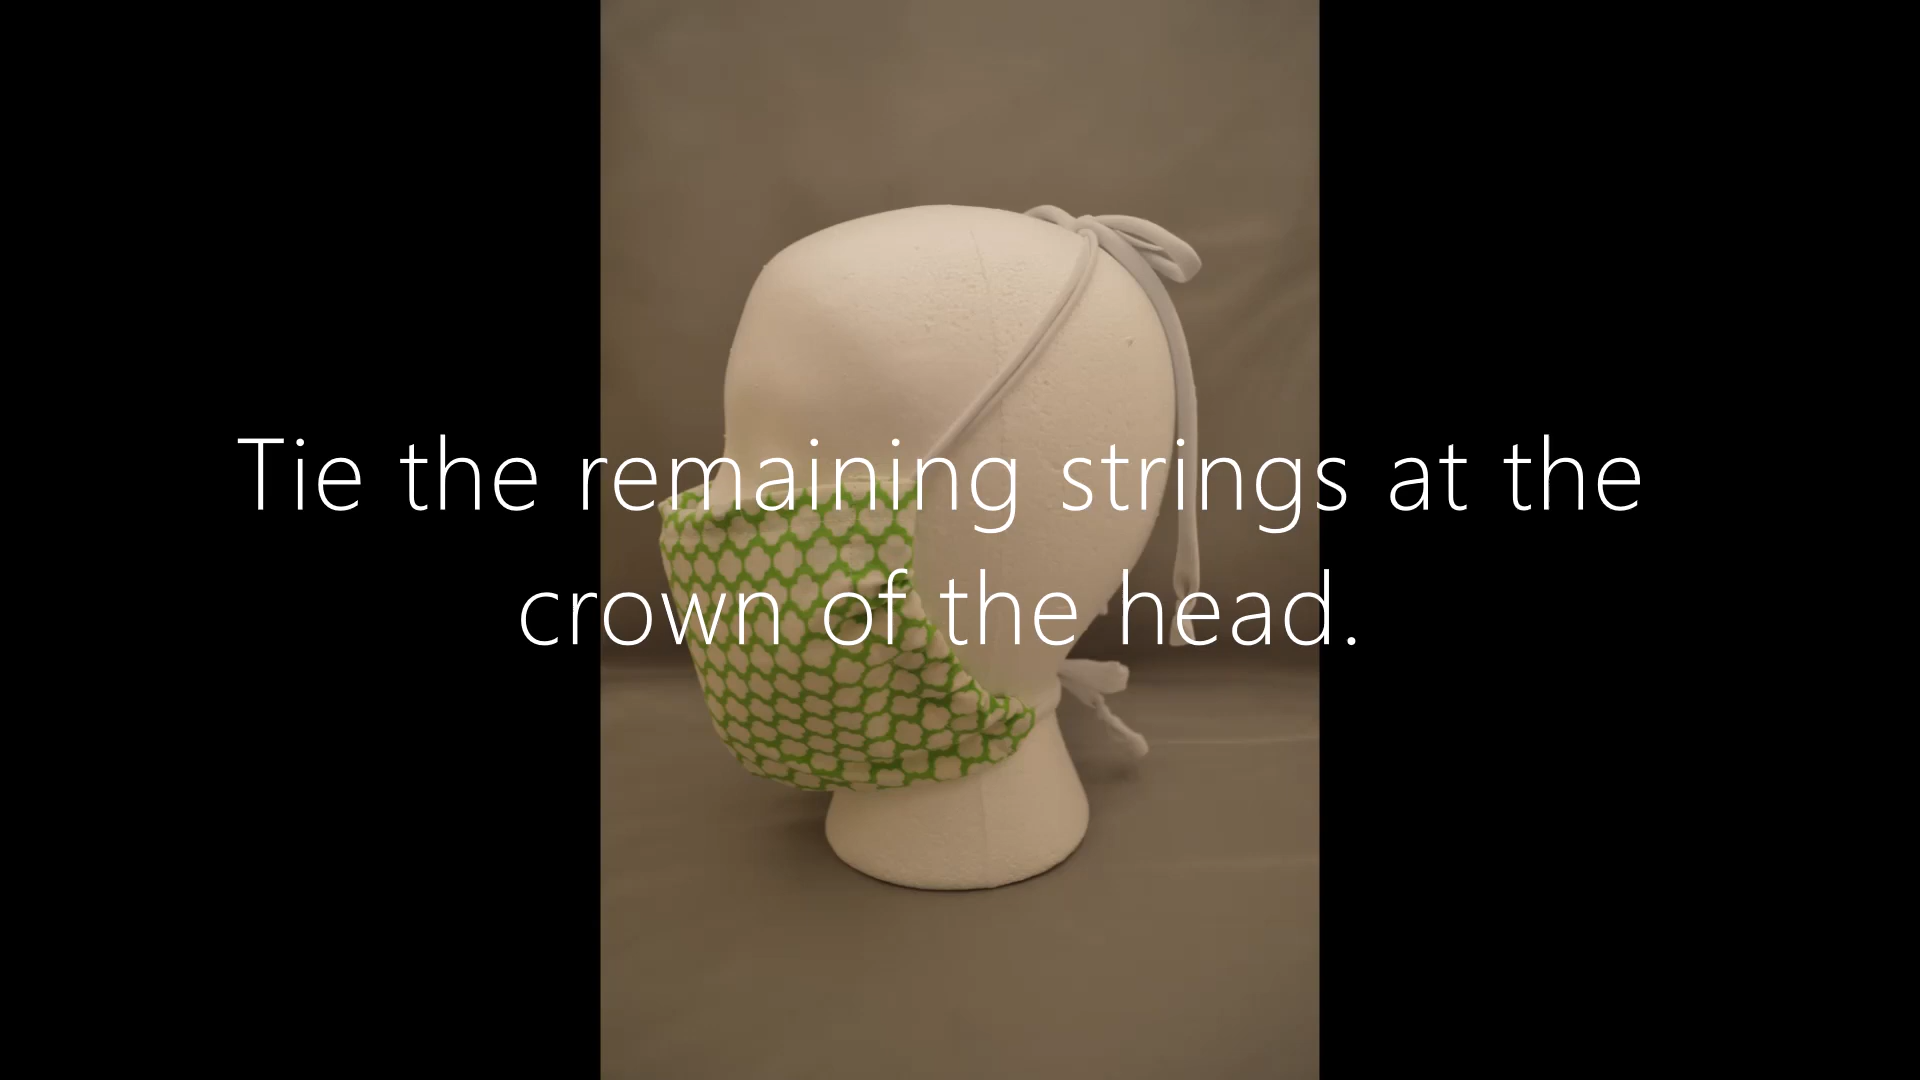 Tie the remaining strings at the
crown of the head.